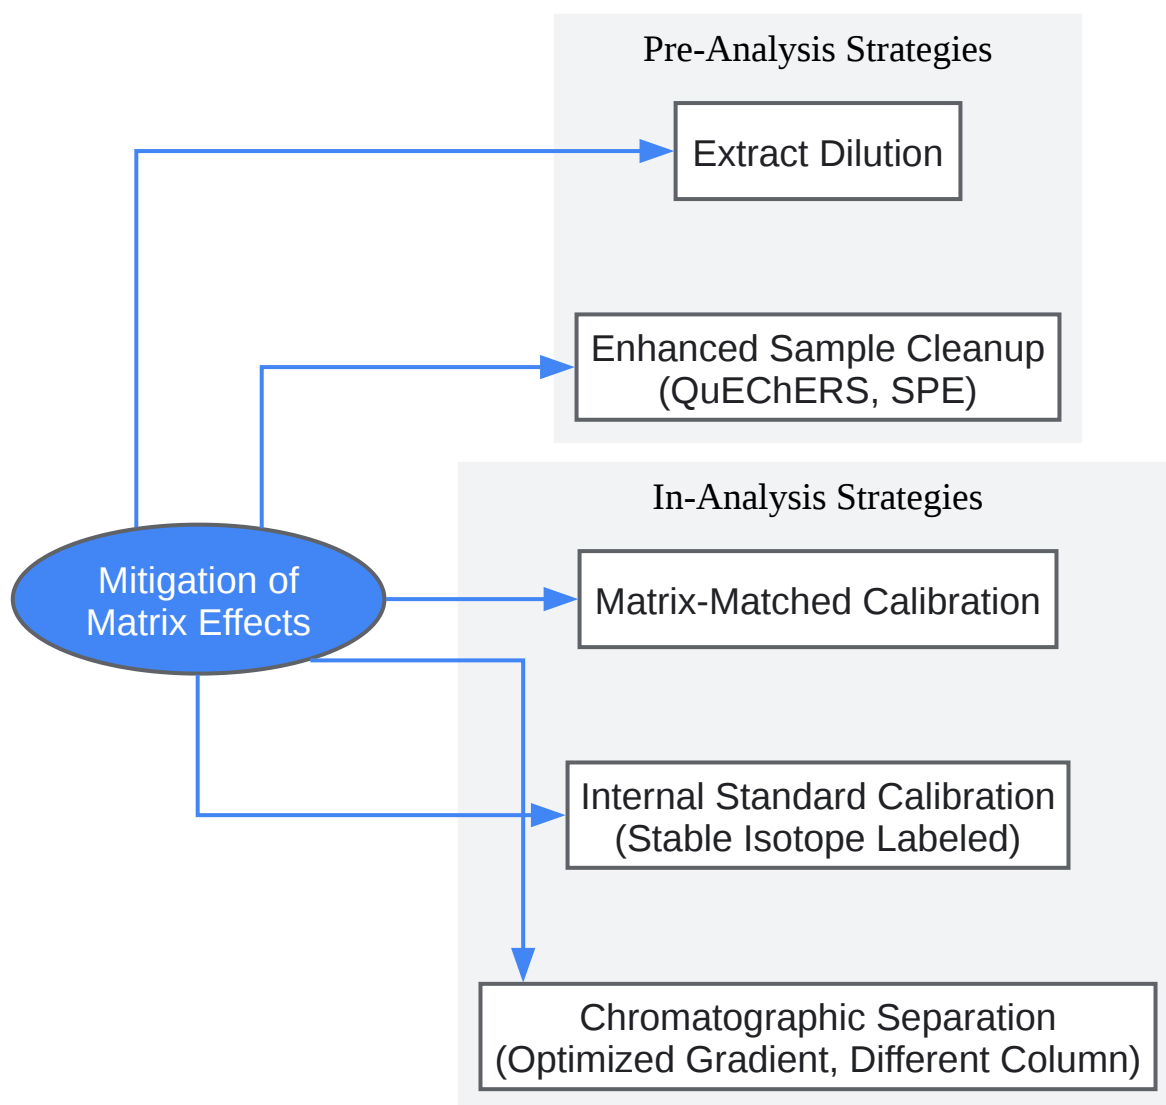 Pre-Analysis Strategies
Extract Dilution
Enhanced Sample Cleanup
(QuEChERS, SPE)
In-Analysis Strategies
Mitigation of
Matrix Effects
Matrix-Matched Calibration
Internal Standard Calibration
(Stable Isotope Labeled)
Chromatographic Separation
(Optimized Gradient, Different Column)